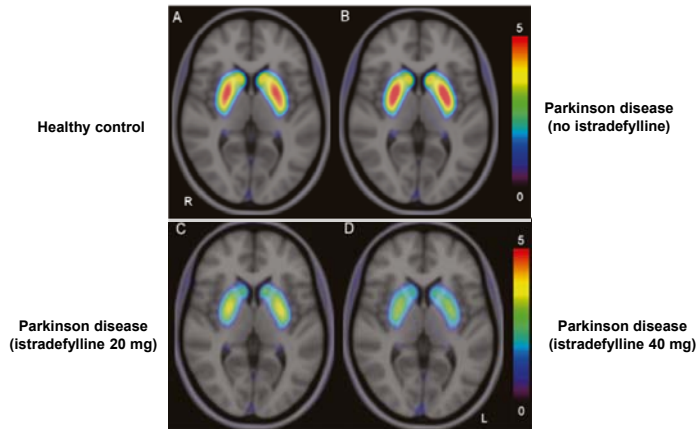 A
B
5
Healthy control
Parkinson disease
(no istradefylline)
R
0
C
D
5
Parkinson disease
(istradefylline 20 mg)
Parkinson disease
(istradefylline 40 mg)
L
0